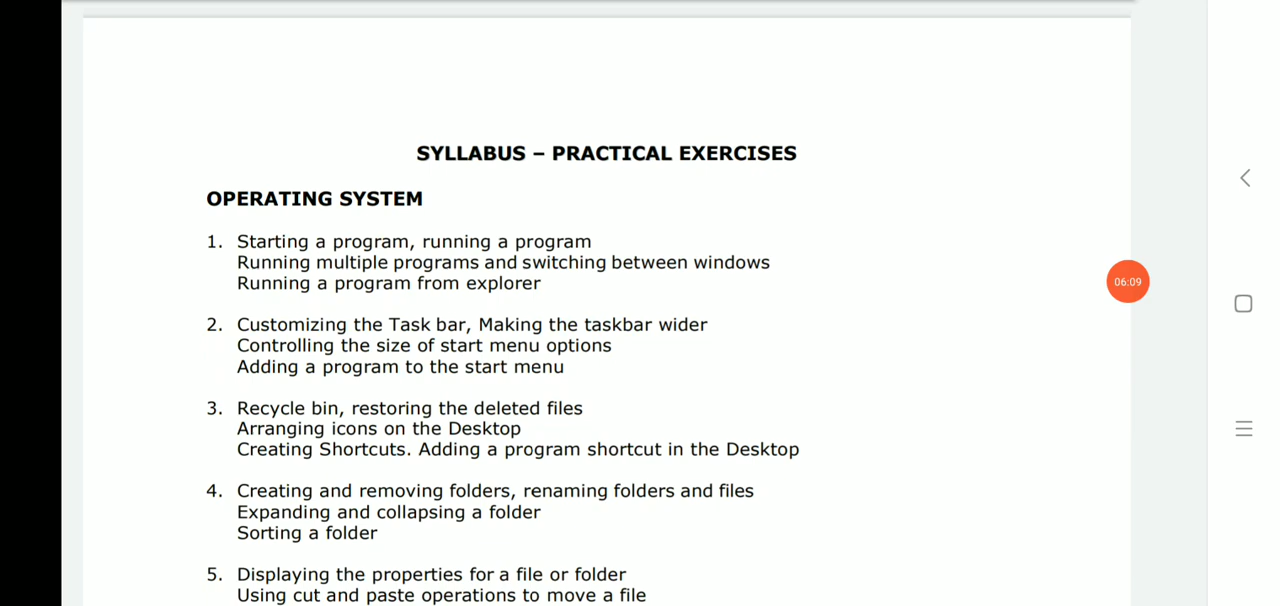 SYLLABUS – PRACTICAL EXERCISES
OPERATING SYSTEM
1. Starting a program, running a program
Running multiple programs and switching between windows
Running a program from explorer
06:09
2. Customizing the Task bar, Making the taskbar wider
Controlling the size of start menu options
Adding a program to the start menu
3. Recycle bin, restoring the deleted files
Arranging icons on the Desktop
Creating Shortcuts. Adding a program shortcut in the Desktop
4. Creating and removing folders, renaming folders and files
Expanding and collapsing a folder
Sorting a folder
5. Displaying the properties for a file or folder
Using cut and paste operations to move a file